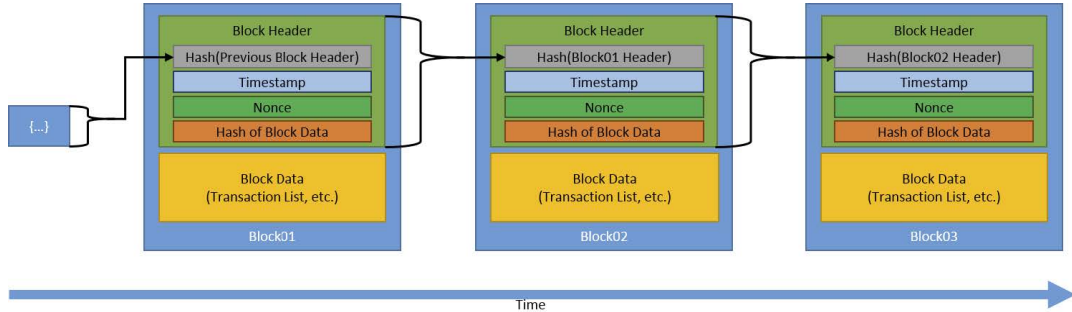 {...}
Block Header
Hash(Previous Block Header)
Timestamp
Nonce
Hash of Block Data
Block Data
(Transaction List, etc.)
Block01
Block Header
Hash(Block01 Header)
Timestamp
Nonce
Hash of Block Data
Block Data
(Transaction List, etc.)
Block02
Block Header
Hash(Block02 Header)
Timestamp
Nonce
Hash of Block Data
Block Data
(Transaction List, etc.)
Block03
Time